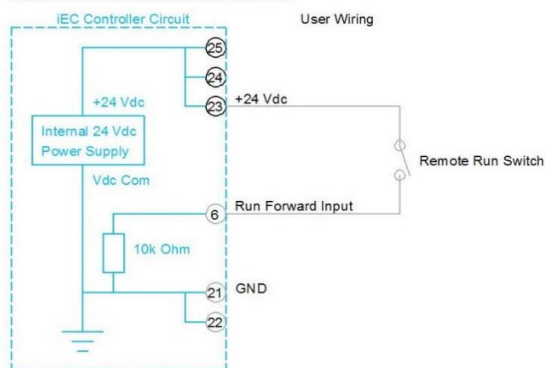 iEC Controller Circuit
User Wiring
25
24
+24 Vdc
23
+24 Vdc
Internal 24 Vdc
Power Supply
Remote Run Switch
Vdc Com
6
Run Forward Input
10k Ohm
21
GND
22